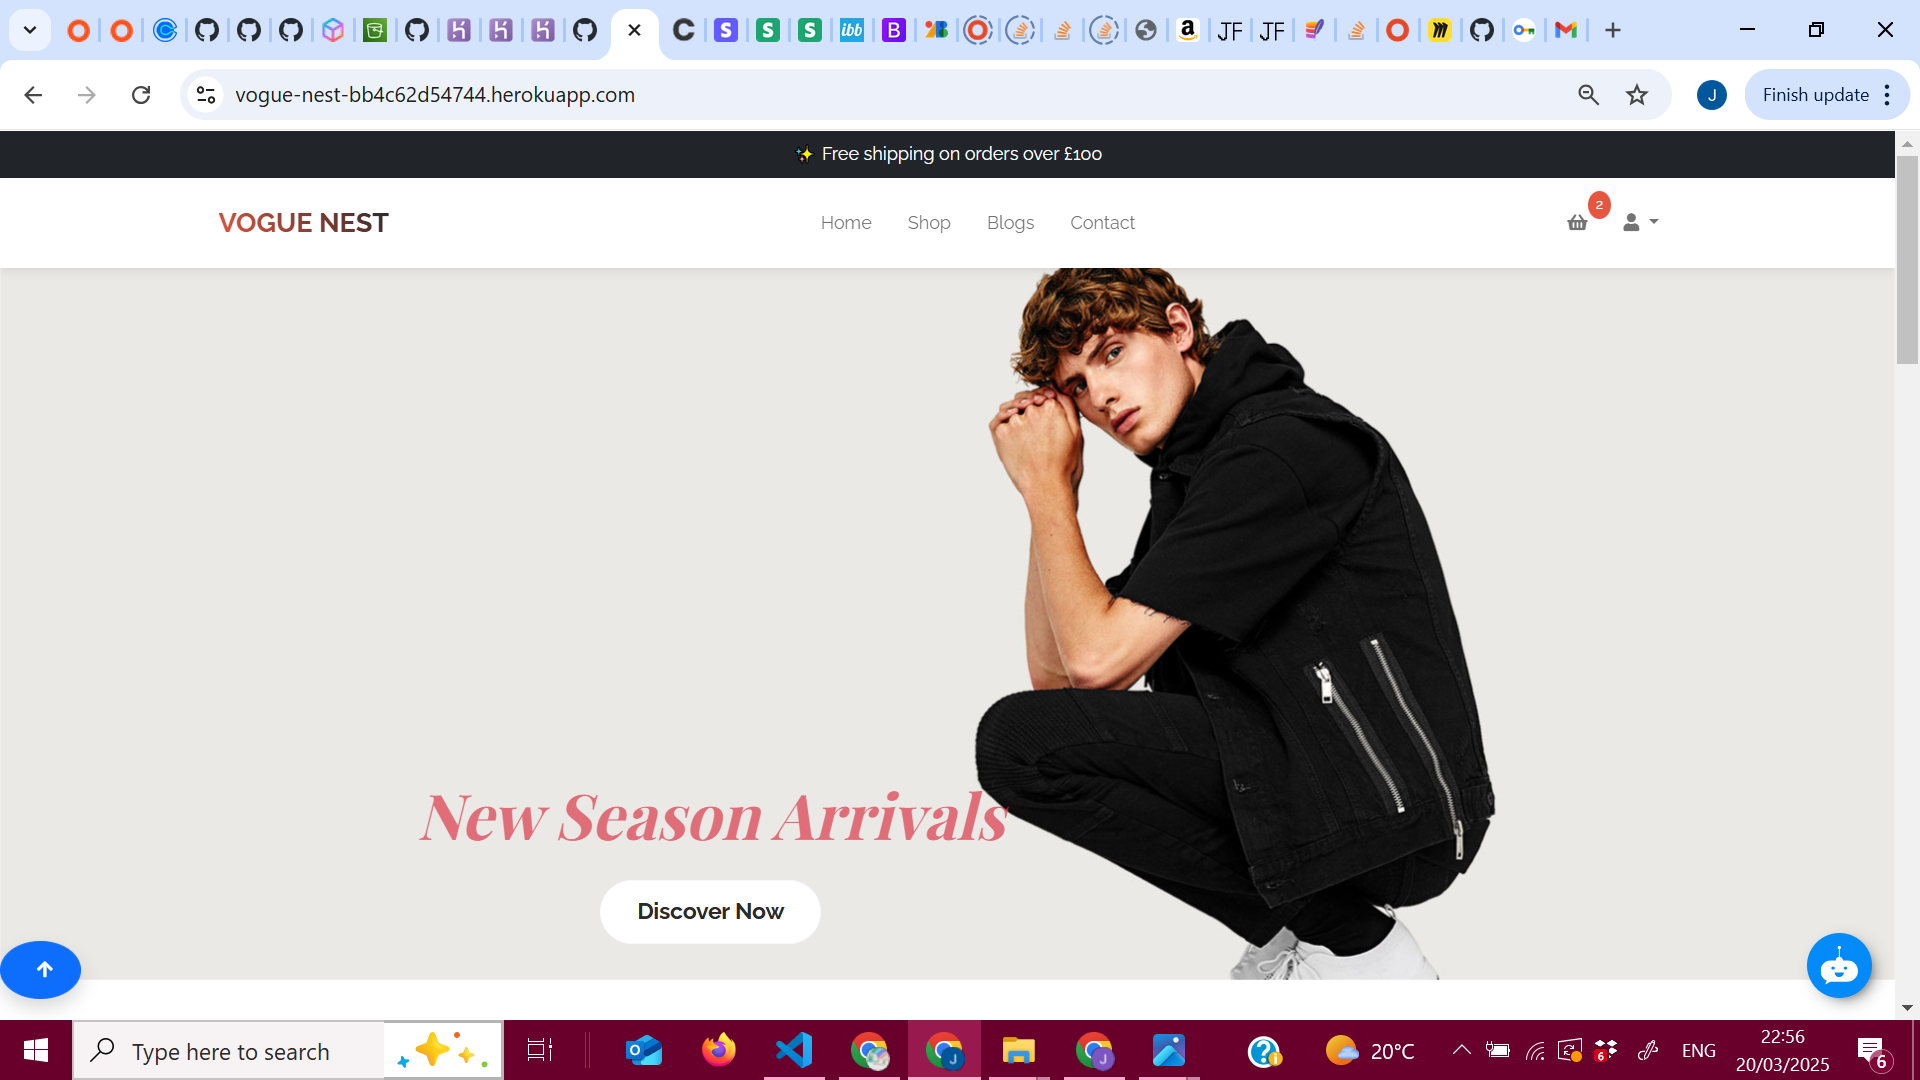 ibb
B
JF
JF
vogue-nest-bb4c62d54744.herokuapp.com
J
Finish update
✨ Free shipping on orders over £100
VOGUE NEST
Home
Shop
Blogs
Contact
2
New Season Arrivals
Discover Now
Type here to search
20°C
ENG
22:56
20/03/2025
6